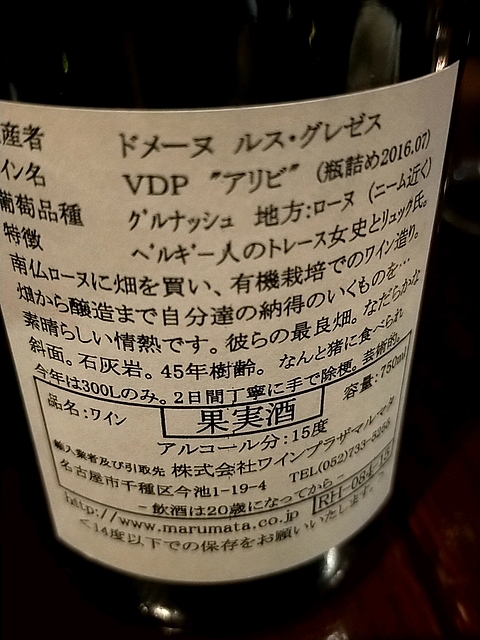 産者 ドメーヌ ルス・グレゼス
イン名 VDP "アリビ" (瓶詰め2016.07)
葡萄品種 グルナッシュ 地方:ローヌ (ニーム近く)
特徴 ベルギー人のトレース女史とリュック氏。
南仏ローヌに畑を買い、有機栽培でのワイン造り。
畑から醸造まで自分達の納得のいくものを…
素晴らしい情熱です。彼らの最良畑。なだらかな
斜面。石灰岩。45年樹齢。なんと猪に食べられ
今年は300Lのみ。2日間丁寧に手で除梗。芸術的。
品名:ワイン 果実酒 容量:750ml
アルコール分:15度
輸入業者及び引取先 株式会社ワインプラザマルマタ
名古屋市千種区今池1-19-4 TEL(052)733-5255
- 飲酒は20歳になってから -
http://www.marumata.co.jp RH-084-15
<14度以下での保存をお願いいたします。>